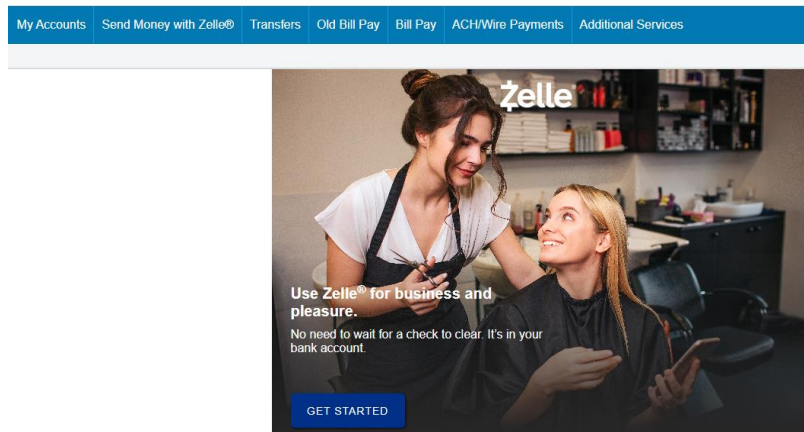 My Accounts Send Money with Zelle® Transfers Old Bill Pay Bill Pay ACH/Wire Payments Additional Services
Zelle
Use Zelle® for business and
pleasure.
No need to wait for a check to clear. It's in your
bank account.
GET STARTED